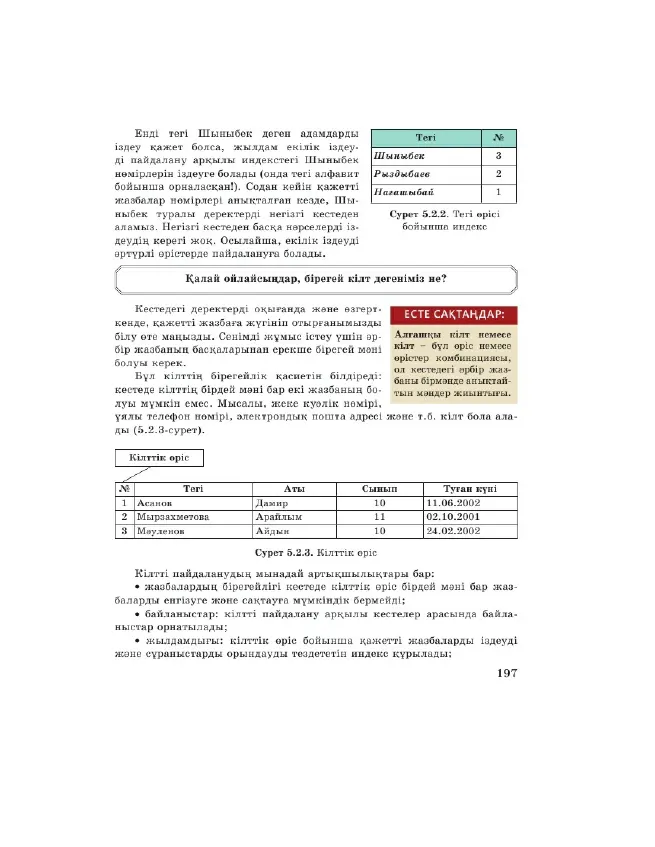 Енді тегі Шыныбек деген адамдарды
іздеу қажет болса, жылдам екілік іздеу-
ді пайдалану арқылы индекстегі Шыныбек
нөмірлерін іздеуге болады (онда тегі алфавит
бойынша орналасқан!). Содан кейін қажетті
жазбалар нөмірлері анықталған кезде, Шы-
ныбек туралы деректерді негізгі кестеден
аламыз. Негізгі кестеден басқа нәрселерді із-
деудің керегі жоқ. Осылайша, екілік іздеуді
әртүрлі өрістерде пайдалануға болады.
Тегі №
Шыныбек 3
Рыздыбаев 2
Нағашыбай 1
Сурет 5.2.2. Тегі өрісі
бойынша индекс
Қалай ойлайсыңдар, бірегей кілт дегеніміз не?
Кестедегі деректерді оқығанда және өзгерт-
кенде, қажетті жазбаға жүгініп отырғанымызды
білу өте маңызды. Сенімді жұмыс істеу үшін әр-
бір жазбаның басқаларынан ерекше бірегей мәні
болуы керек.
Бұл кілттің бірегейлік қасиетін білдіреді:
кестеде кілттің бірдей мәні бар екі жазбаның бо-
луы мүмкін емес. Мысалы, жеке куәлік нөмірі,
ұялы телефон нөмірі, электрондық пошта адресі және т.б. кілт бола ала-
ды (5.2.3-сурет).
ЕСТЕ САҚТАҢДАР:
Алғашқы кілт немесе
кілт – бұл өріс немесе
өрістер комбинациясы,
ол кестедегі әрбір жаз-
баны бірмәнде анықтай-
тын мәндер жиынтығы.
Кілттік өріс
№ Тегі Аты Сынып Туған күні
1 Асанов Дамир 10 11.06.2002
2 Мырзахметова Арайлым 11 02.10.2001
3 Мәуленов Айдын 10 24.02.2002
Сурет 5.2.3. Кілттік өріс
Кілтті пайдаланудың мынадай артықшылықтары бар:
• жазбалардың бірегейлігі кестеде кілттік өріс бірдей мәні бар жаз-
баларды енгізуге және сақтауға мүмкіндік бермейді;
• байланыстар: кілтті пайдалану арқылы кестелер арасында байла-
ныстар орнатылады;
• жылдамдығы: кілттік өріс бойынша қажетті жазбаларды іздеуді
және сұраныстарды орындауды тездететін индекс құрылады;
197